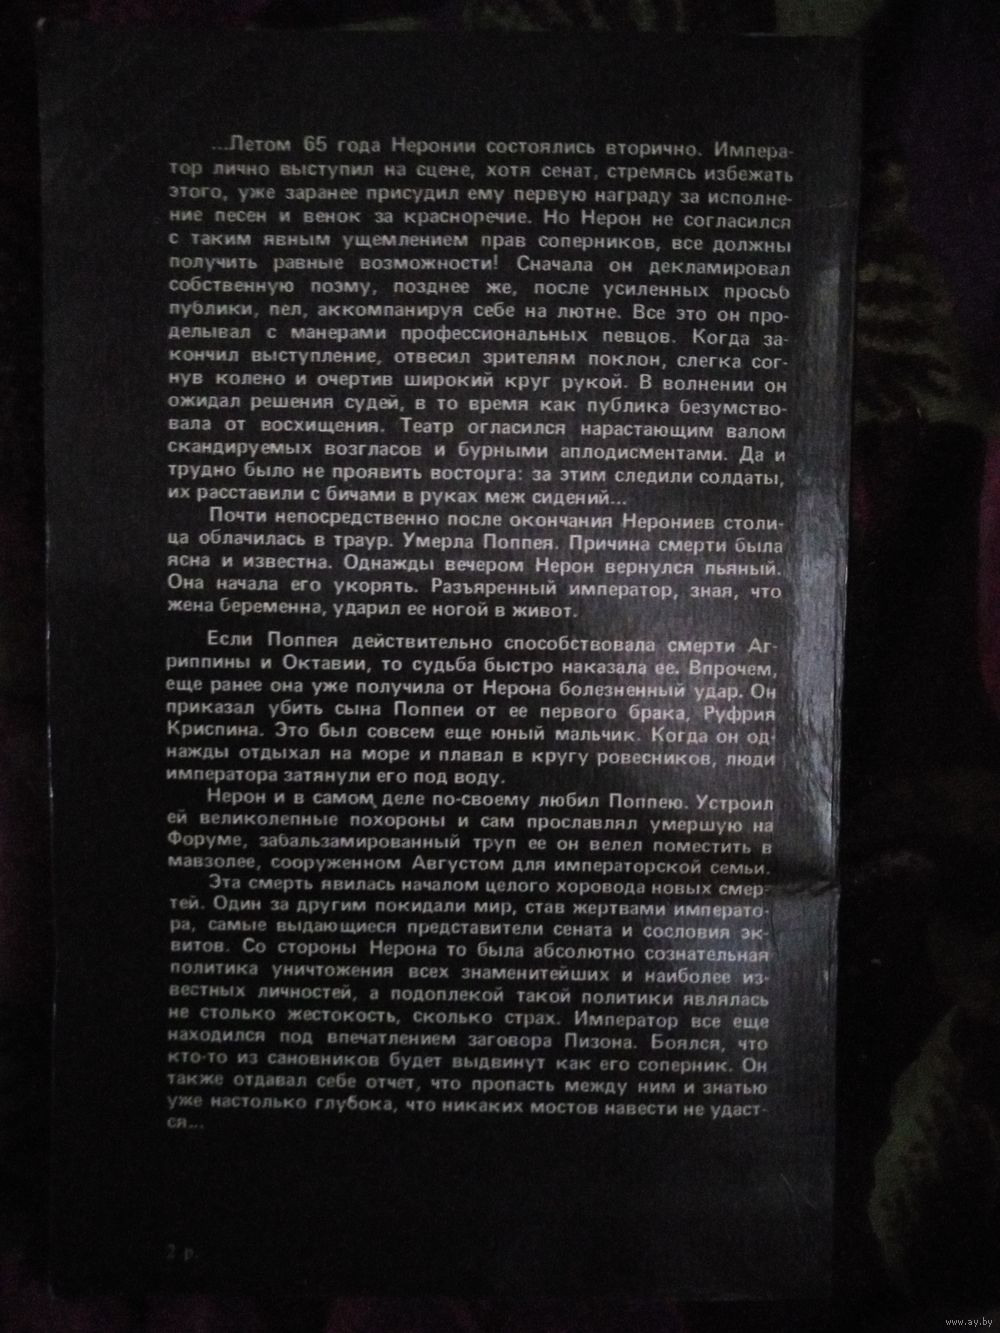 ...Летом 65 года Неронии состоялись вторично. Импера-
тор лично выступил на сцене, хотя сенат, стремясь избежать
этого, уже заранее присудил ему первую награду за исполне-
ние песен и венок за красноречие. Но Нерон не согласился
с таким явным ущемлением прав соперников, все должны
получить равные возможности! Сначала он декламировал
собственную поэму, позднее же, после усиленных просьб
публики, пел, аккомпанируя себе на лютне. Все это он про-
делывал с манерами профессиональных певцов. Когда за-
кончил выступление, отвесил зрителям поклон, слегка сог-
нув колено и очертив широкий круг рукой. В волнении он
ожидал решения судей, в то время как публика безумство-
вала от восхищения. Театр огласился нарастающим валом
скандируемых возгласов и бурными аплодисментами. Да и
трудно было не проявить восторга: за этим следили солдаты,
их расставили с бичами в руках меж сидений...
Почти непосредственно после окончания Нерониев столи-
ца облачилась в траур. Умерла Поппея. Причина смерти была
ясна и известна. Однажды вечером Нерон вернулся пьяный.
Она начала его укорять. Разъяренный император, зная, что
жена беременна, ударил ее ногой в живот.
Если Поппея действительно способствовала смерти Аг-
риппины и Октавии, то судьба быстро наказала ее. Впрочем,
еще ранее она уже получила от Нерона болезненный удар. Он
приказал убить сына Поппеи от ее первого брака, Руфрия
Криспина. Это был совсем еще юный мальчик. Когда он од-
нажды отдыхал на море и плавал в кругу ровесников, люди
императора затянули его под воду.
Нерон и в самом деле по-своему любил Поппею. Устроил
ей великолепные похороны и сам прославлял умершую на
Форуме, забальзамированный труп ее он велел поместить в
мавзолее, сооруженном Августом для императорской семьи.
Эта смерть явилась началом целого хоровода новых смер-
тей. Один за другим покидали мир, став жертвами императо-
ра, самые выдающиеся представители сената и сословия эк-
витов. Со стороны Нерона то была абсолютно сознательная
политика уничтожения всех знаменитейших и наиболее из-
вестных личностей, а подоплекой такой политики являлась
не столько жестокость, сколько страх. Император все еще
находился под впечатлением заговора Пизона. Боялся, что
кто-то из сановников будет выдвинут как его соперник. Он
также отдавал себе отчет, что пропасть между ним и знатью
уже настолько глубока, что никаких мостов навести не удаст-
ся...
2 р.
www.ay.by